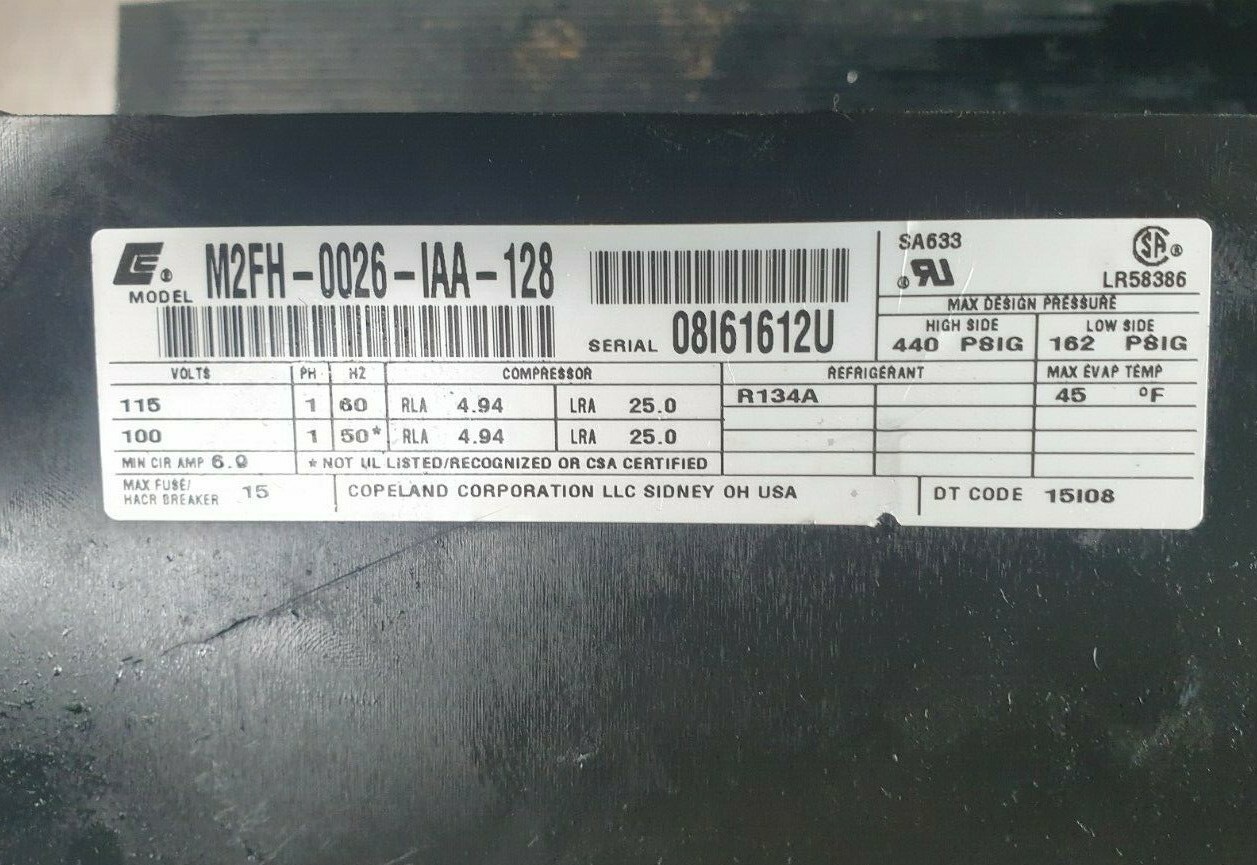 CE ® M2FH-0026-IAA-128
MODEL
SERIAL 08I61612U
SA633
® RU SA ®
LR58386
MAX DESIGN PRESSURE
HIGH SIDE LOW SIDE
440 PSIG 162 PSIG
VOLTS PH HZ COMPRESSOR REFRIGERANT MAX EVAP TEMP
115 1 60 RLA 4.94 LRA 25.0 R134A 45 °F
100 1 50* RLA 4.94 LRA 25.0
MIN CIR AMP 6.0 * NOT UL LISTED/RECOGNIZED OR CSA CERTIFIED
MAX FUSE/
HACR BREAKER 15 COPELAND CORPORATION LLC SIDNEY OH USA DT CODE 15I08